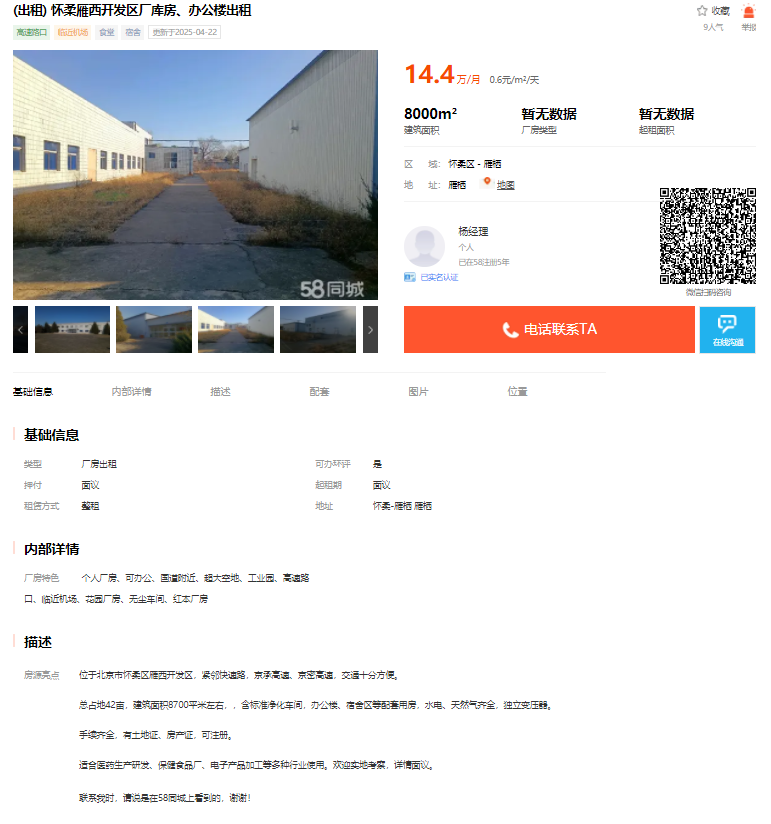 (出租) 怀柔雁西开发区厂库房、办公楼出租
收藏
9人气
举报
高速路口 临近机场 食堂 宿舍 更新于2025-04-22
14.4万/月 0.6元/m²/天
8000m² 暂无数据 暂无数据
建筑面积 厂房类型 起租面积
区 域: 怀柔区 - 雁栖
地 址: 雁栖 地图
杨经理
个人
已在58注册5年
已实名认证
微信扫码咨询
58同城
电话联系TA
在线沟通
基础信息 内部详情 描述 配套 图片 位置
基础信息
类型 厂房出租 可办环评 是
押付 面议 起租期 面议
租赁方式 整租 地址 怀柔-雁栖 雁栖
内部详情
厂房特色 个人厂房、可办公、国道附近、超大空地、工业园、高速路
口、临近机场、花园厂房、无尘车间、红本厂房
描述
房源亮点 位于北京市怀柔区雁西开发区，紧邻快速路，京承高速、京密高速，交通十分方便。
总占地42亩，建筑面积8700平米左右，，含标准净化车间，办公楼、宿舍区等配套用房，水电、天然气齐全，独立变压器。
手续齐全，有土地证、房产证，可注册。
适合医药生产研发、保健食品厂、电子产品加工等多种行业使用。欢迎实地考察，详情面议。
联系我时，请说是在58同城上看到的，谢谢！